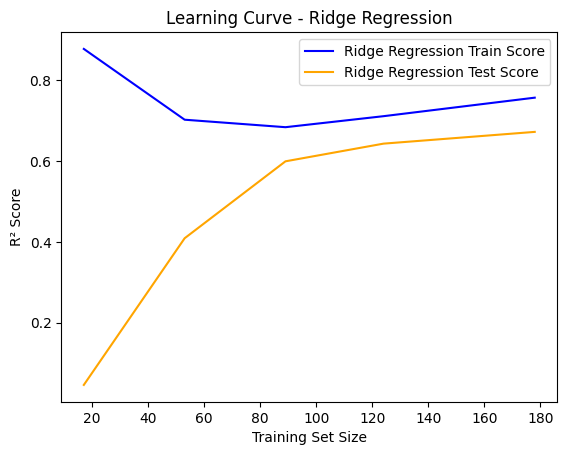 Learning Curve - Ridge Regression
Ridge Regression Train Score
Ridge Regression Test Score
R² Score
0.8
0.6
0.4
0.2
20 40 60 80 100 120 140 160 180
Training Set Size